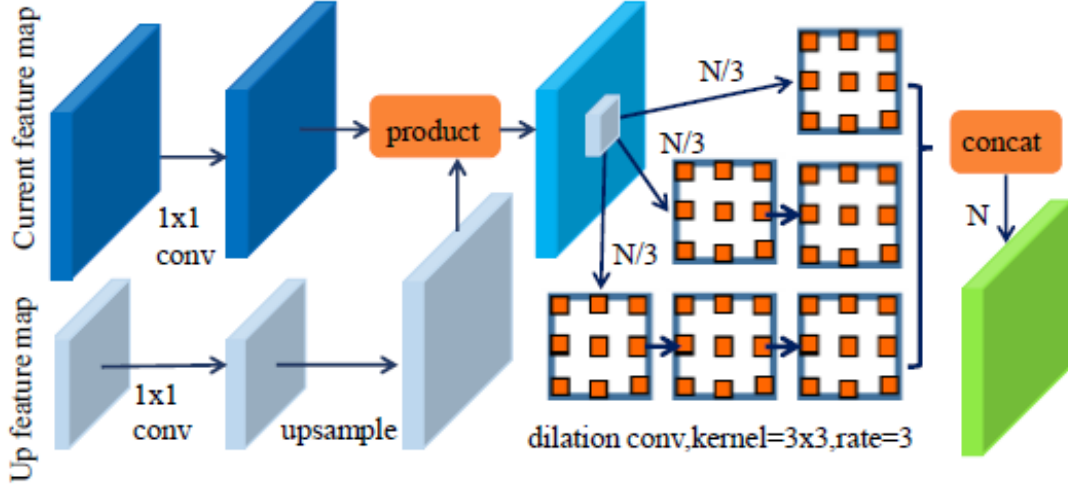 Current feature map
1x1
conv
product
N/3
N/3
N/3
concat
N
Up feature map
1x1
conv
upsample
dilation conv,kernel=3x3,rate=3